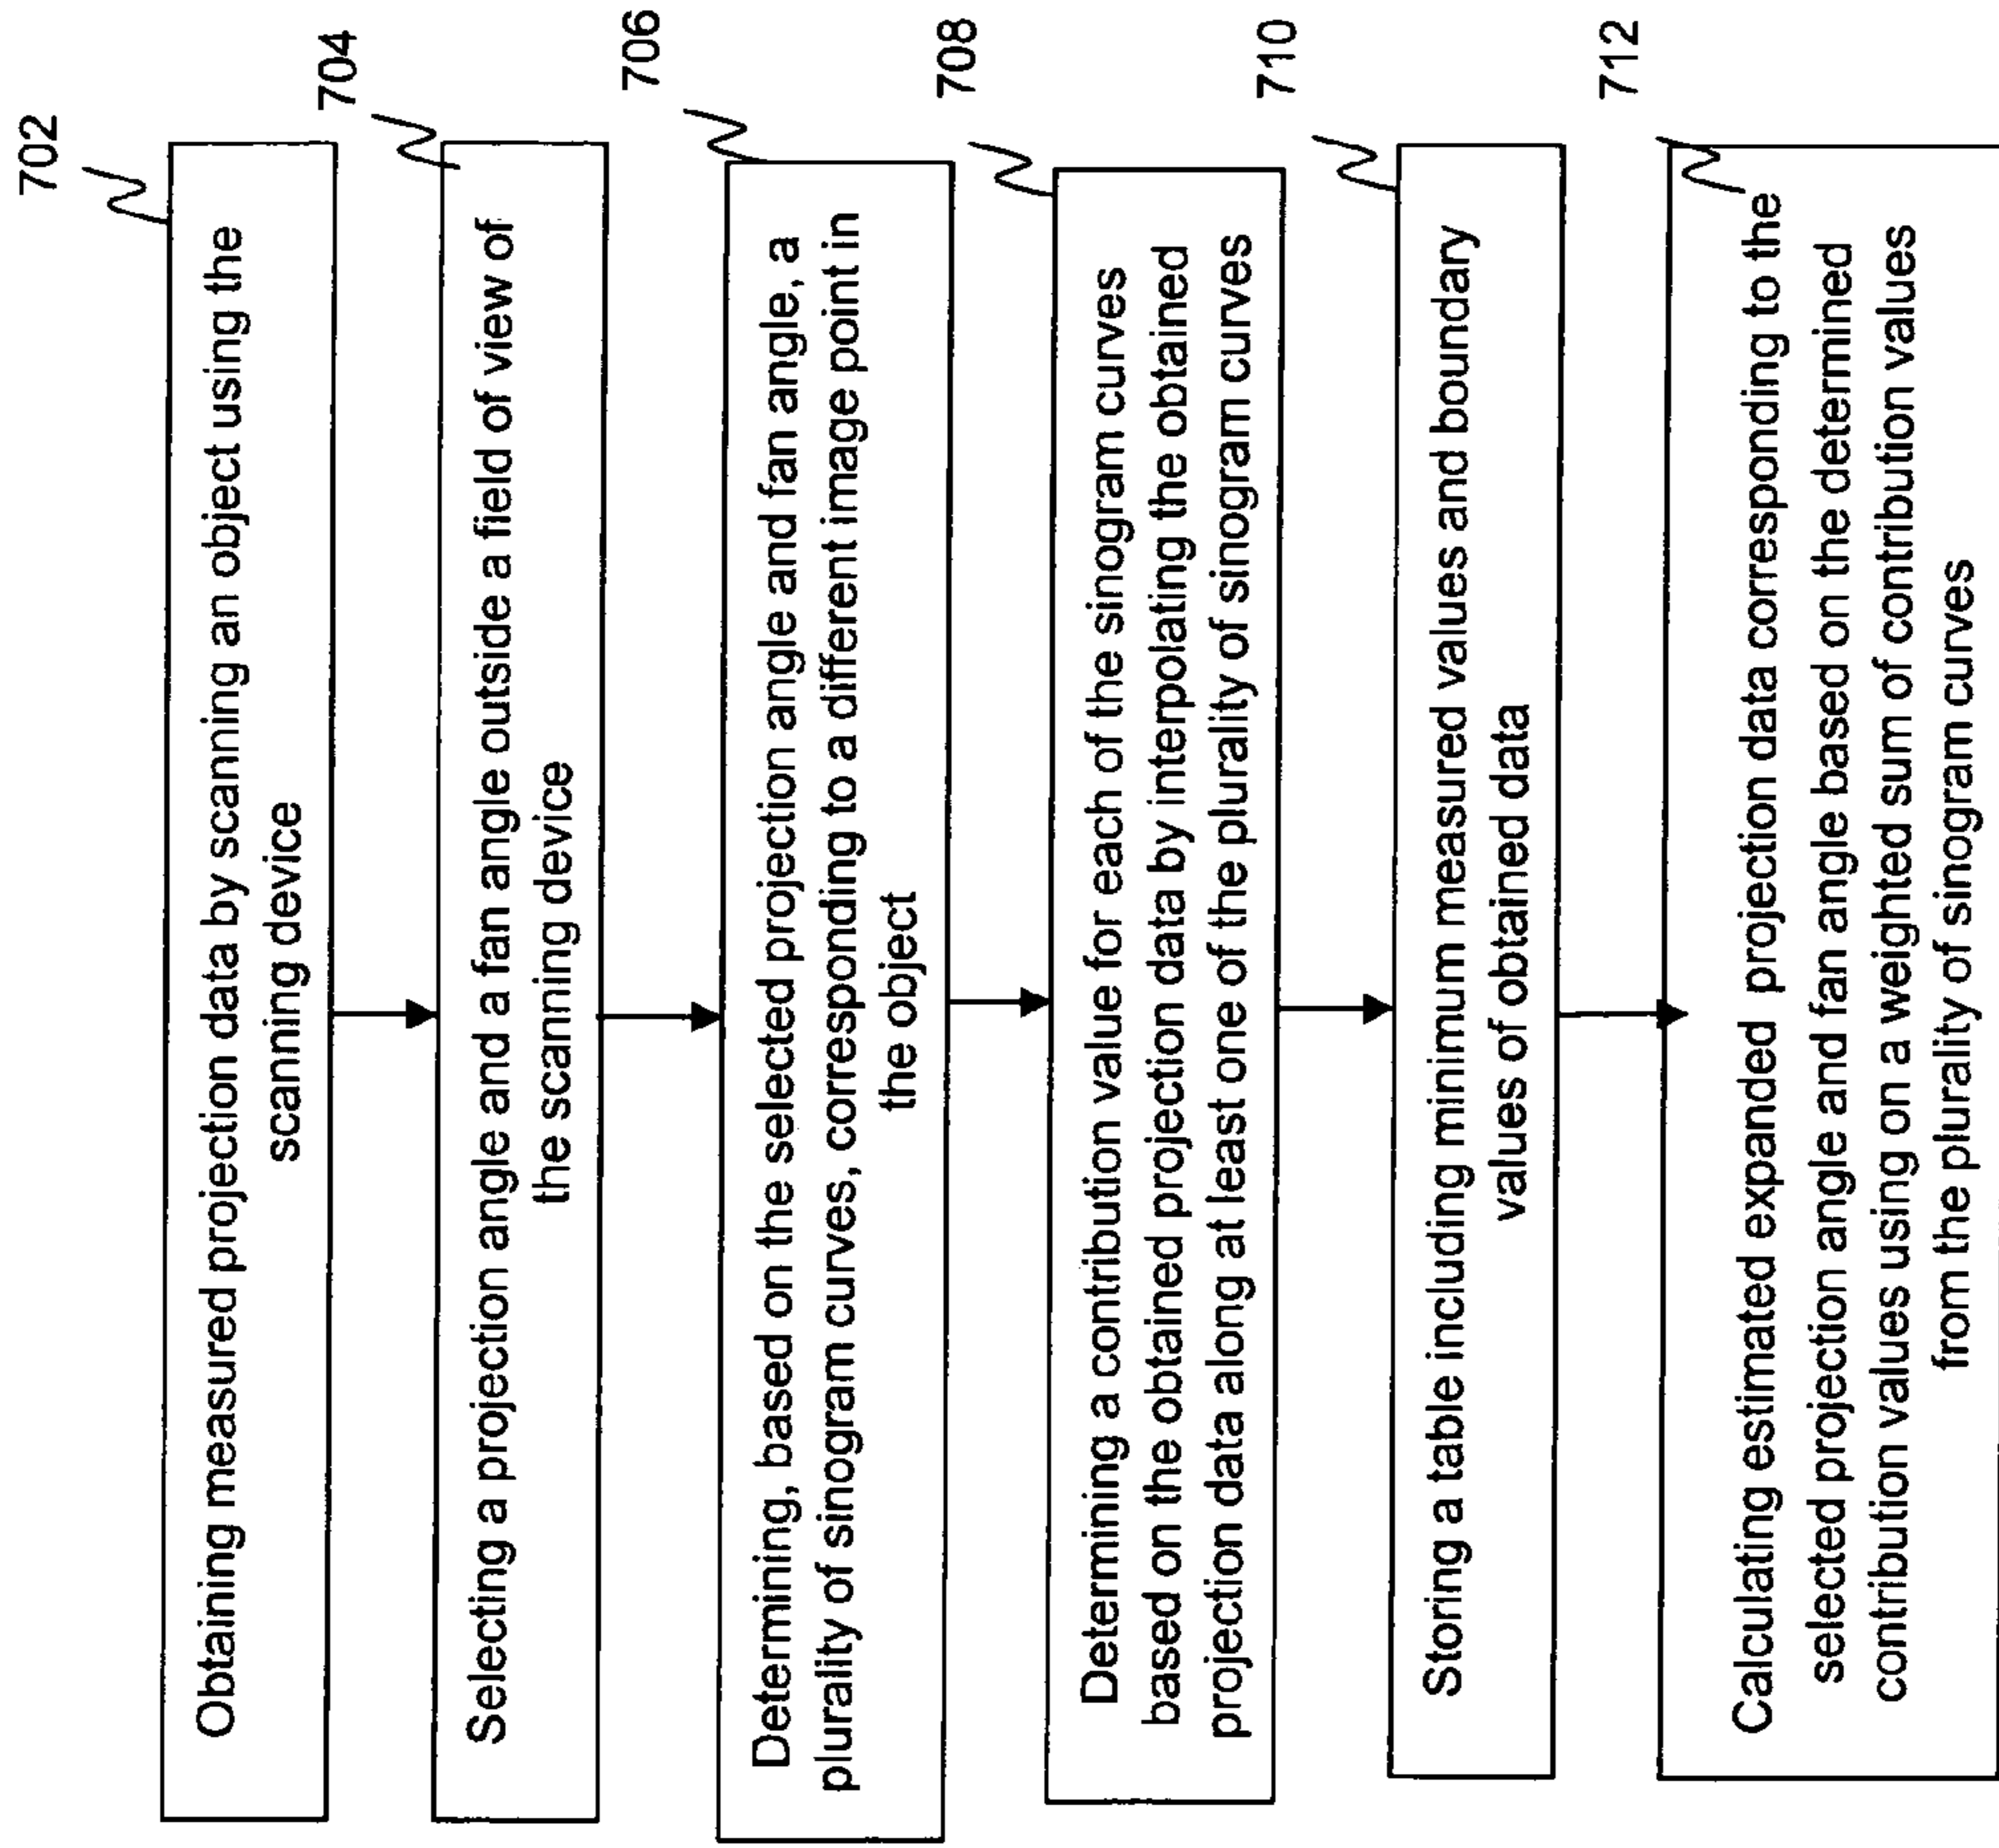 702
Obtaining measured projection data by scanning an object using the
scanning device
704
Selecting a projection angle and a fan angle outside a field of view of
the scanning device
706
Determining, based on the selected projection angle and fan angle, a
plurality of sinogram curves, corresponding to a different image point in
the object
708
Determining a contribution value for each of the sinogram curves
based on the obtained projection data by interpolating the obtained
projection data along at least one of the plurality of sinogram curves
710
Storing a table including minimum measured values and boundary
values of obtained data
712
Calculating estimated expanded projection data corresponding to the
selected projection angle and fan angle based on the determined
contribution values using on a weighted sum of contribution values
from the plurality of sinogram curves